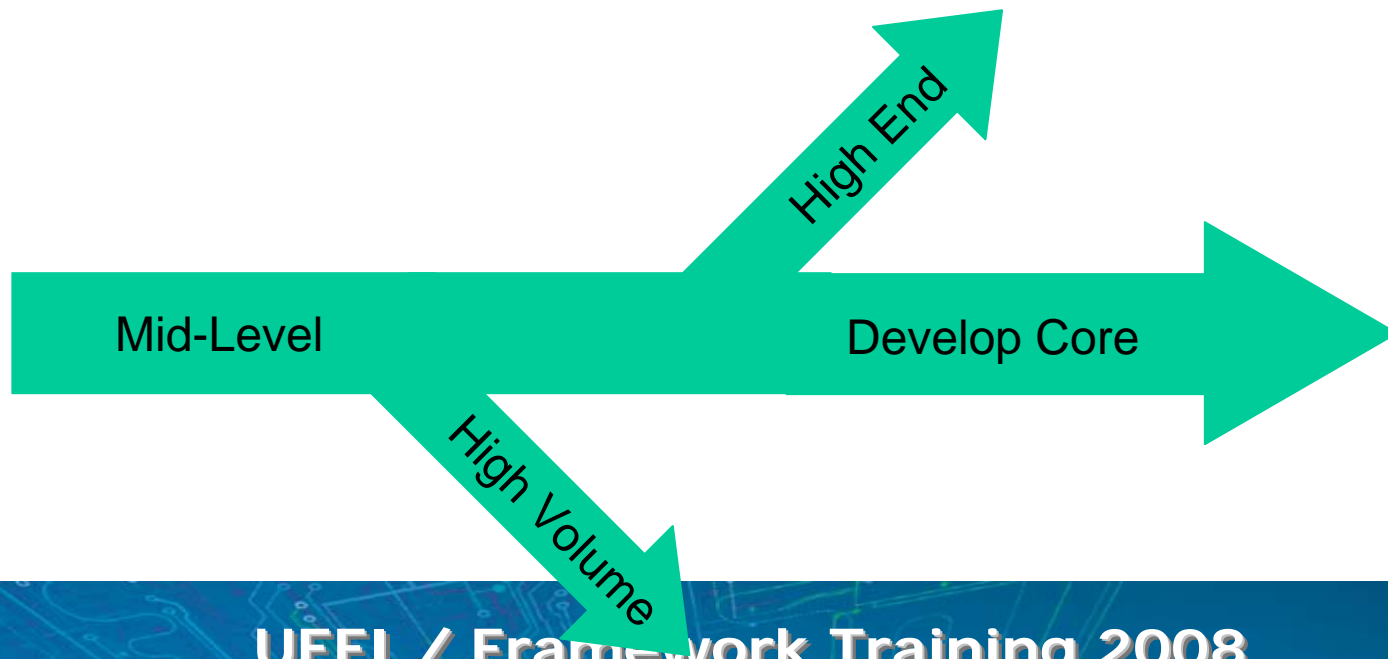 High End
Mid-Level
Develop Core
High Volume
UEFI / Framework Training 2008